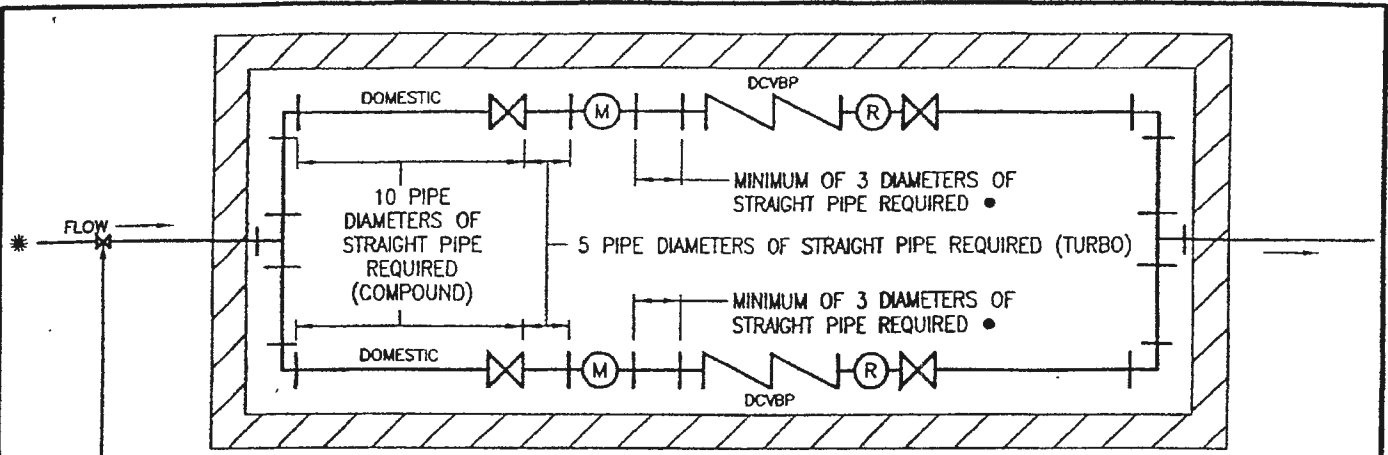 DCVBP
DOMESTIC
M
R
MINIMUM OF 3 DIAMETERS OF
STRAIGHT PIPE REQUIRED ●
10 PIPE
DIAMETERS OF
STRAIGHT PIPE
REQUIRED
(COMPOUND)
FLOW
5 PIPE DIAMETERS OF STRAIGHT PIPE REQUIRED (TURBO)
MINIMUM OF 3 DIAMETERS OF
STRAIGHT PIPE REQUIRED ●
DOMESTIC
M
R
DCVBP